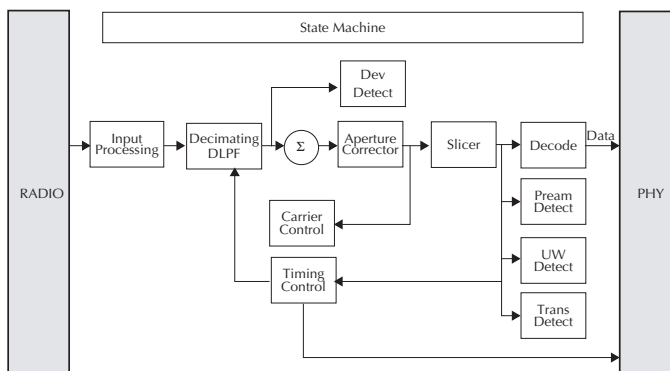 State Machine
Dev
Detect
Input
Processing
Decimating
DLPF
Σ
Aperture
Corrector
Slicer
Decode
Data
RADIO
PHY
Pream
Detect
Carrier
Control
UW
Detect
Timing
Control
Trans
Detect